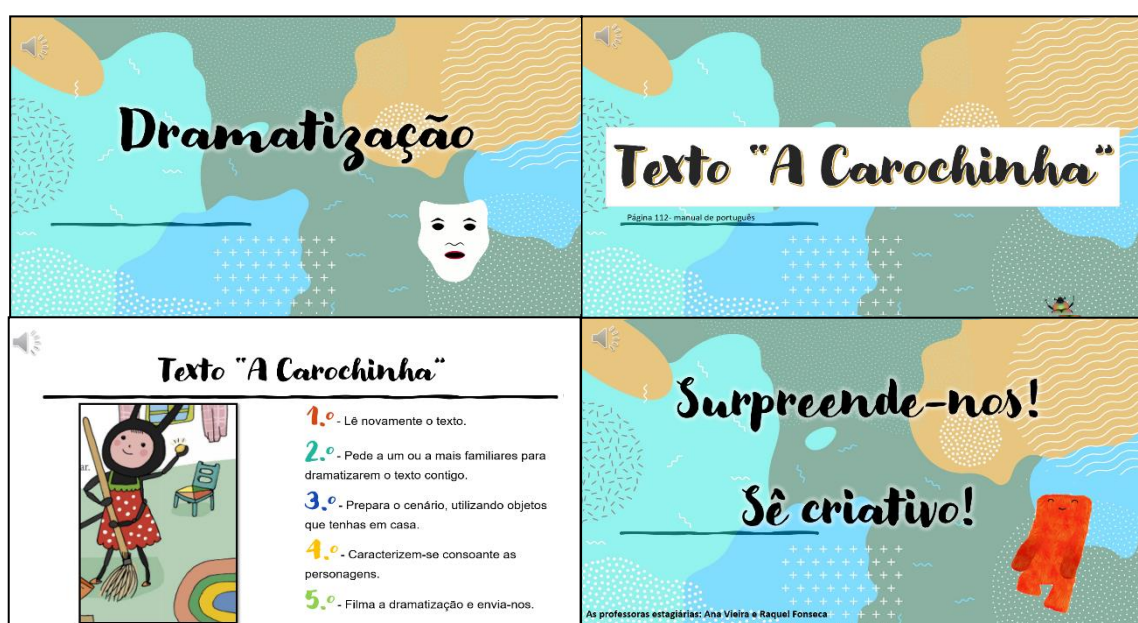 Dramatização
Texto "A Carochinha"
Página 112- manual de português
Texto "A Carochinha"
ar.
1.º - Lê novamente o texto.
2.º - Pede a um ou a mais familiares para
dramatizarem o texto contigo.
3.º - Prepara o cenário, utilizando objetos
que tenhas em casa.
4.º - Caracterizem-se consoante as
personagens.
5.º - Filma a dramatização e envia-nos.
Surpreende-nos!
Sê criativo!
As professoras estagiárias: Ana Vieira e Raquel Fonseca